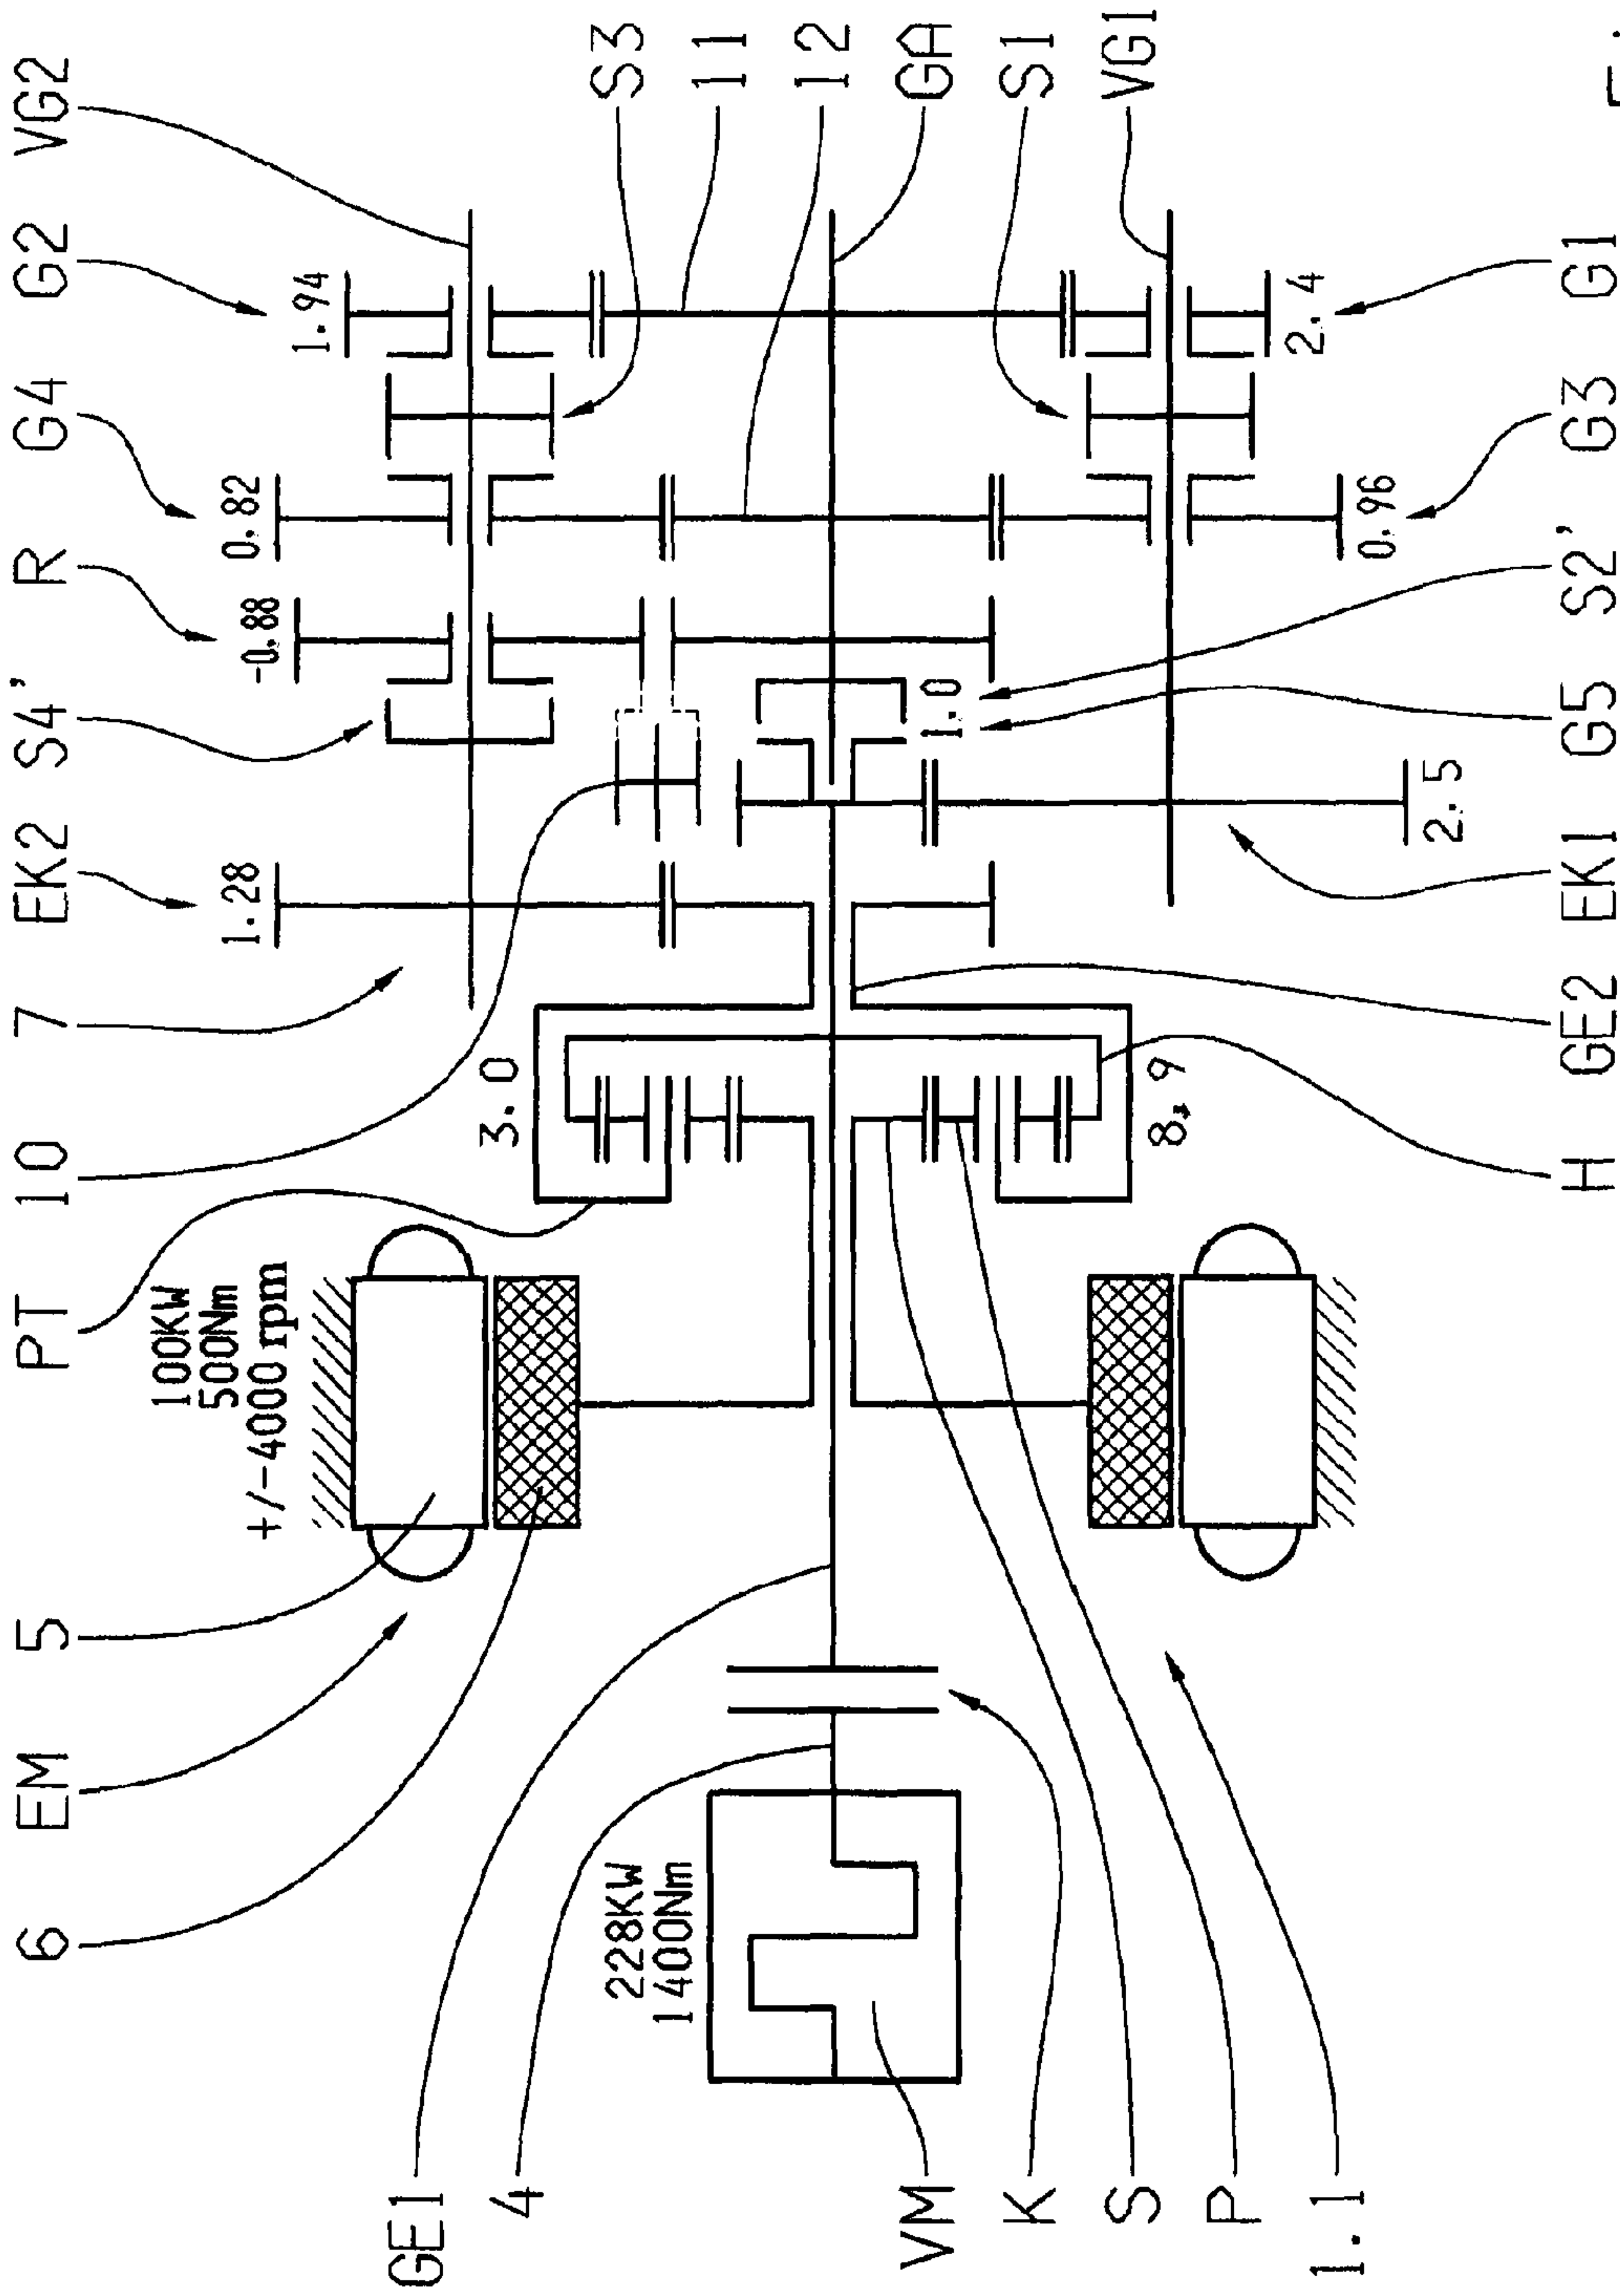 6
EM
5
PT
10
7
EK2
S4'
R
G4
G2
VG2
100KW
500Nm
+/-4000 rpm
1.28
-0.88
0,82
1.94
S3
11
12
GA
S1
VG1
3.0
8,9
1.0
2.5
0,96
2.4
228KW
1400Nm
GE1
4
VM
K
S
P
1.1
H
GE2
EK1
G5
S2'
G3
G1